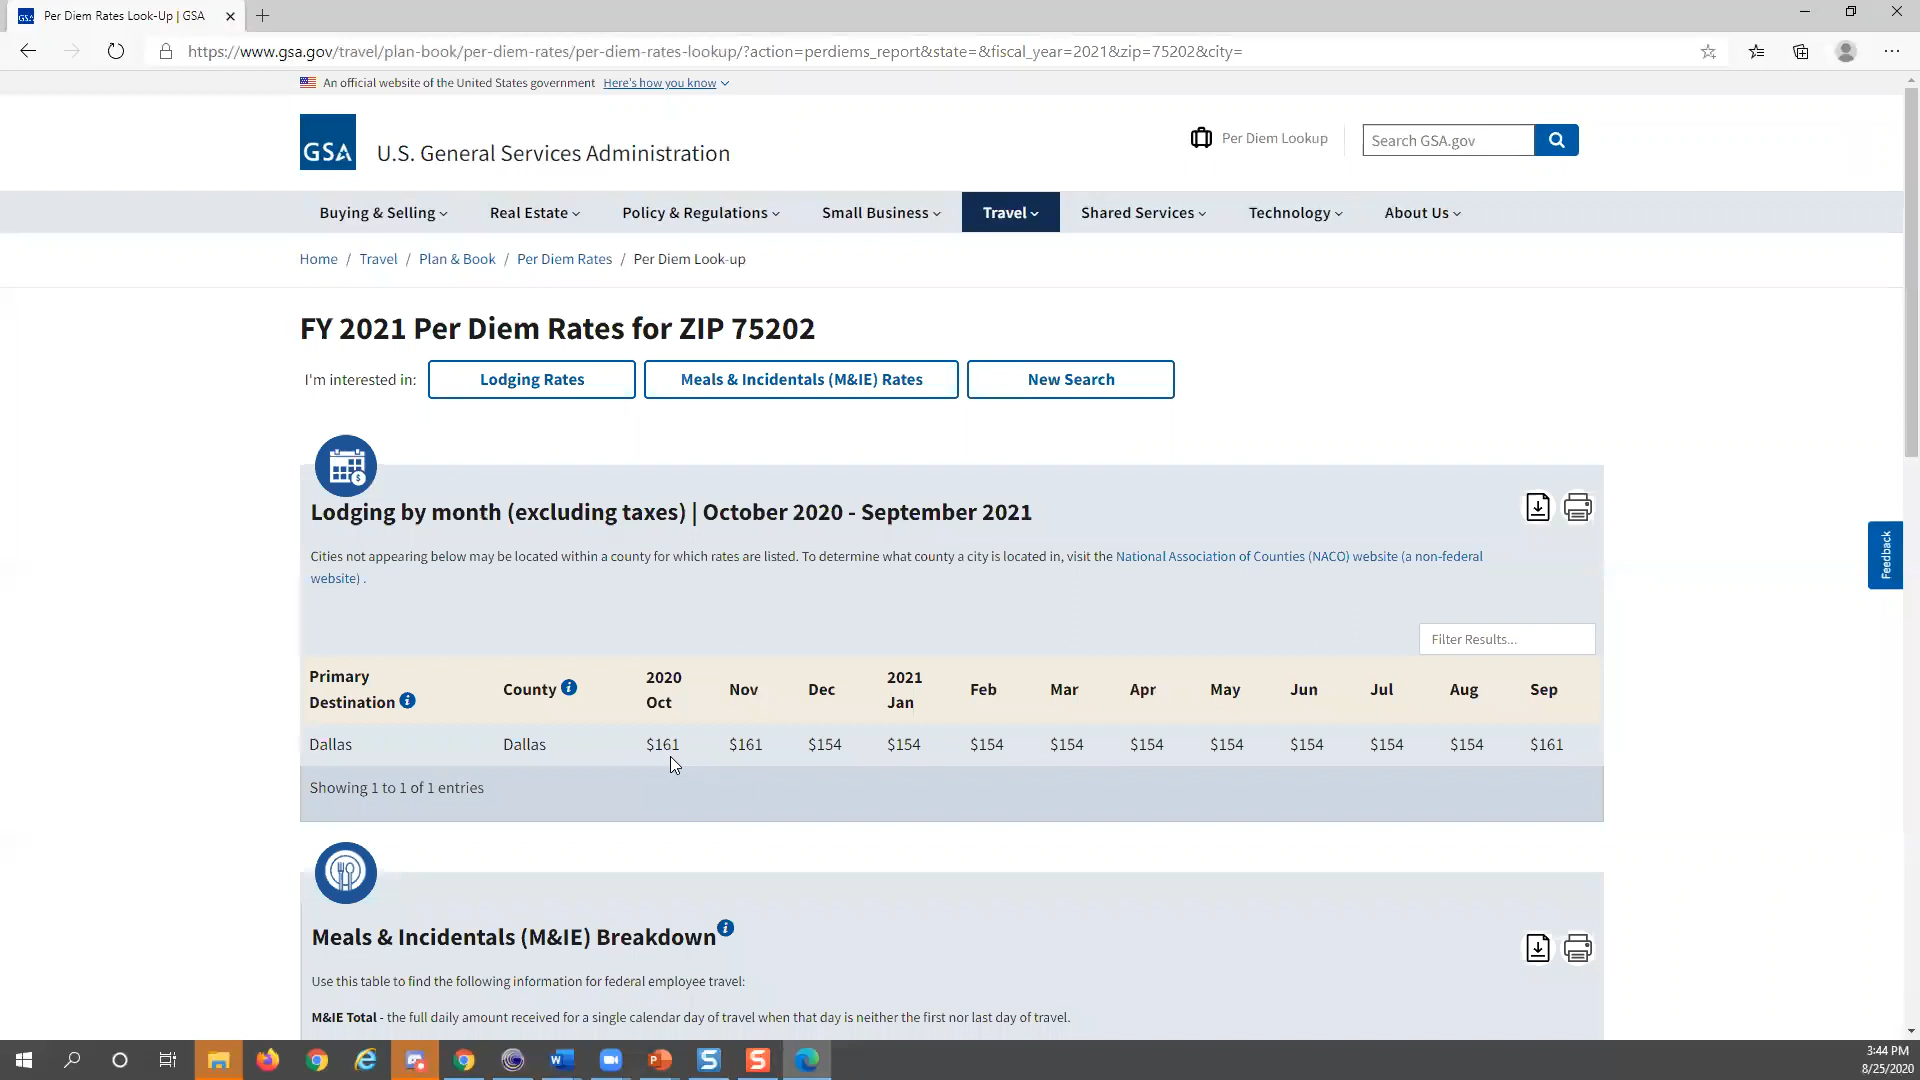 Per Diem Rates Look-Up | GSA
https://www.gsa.gov/travel/plan-book/per-diem-rates/per-diem-rates-lookup/?action=perdiems_report&state=&fiscal_year=2021&zip=75202&city=
An official website of the United States government Here's how you know
GSA U.S. General Services Administration
Per Diem Lookup
Search GSA.gov
Buying & Selling Real Estate Policy & Regulations Small Business Travel Shared Services Technology About Us
Home / Travel / Plan & Book / Per Diem Rates / Per Diem Look-up
FY 2021 Per Diem Rates for ZIP 75202
I'm interested in: Lodging Rates Meals & Incidentals (M&IE) Rates New Search
Lodging by month (excluding taxes) | October 2020 - September 2021
Cities not appearing below may be located within a county for which rates are listed. To determine what county a city is located in, visit the National Association of Counties (NACO) website (a non-federal
website) .
Feedback
Filter Results...
Primary Destination County 2020 Oct Nov Dec 2021 Jan Feb Mar Apr May Jun Jul Aug Sep
Dallas Dallas $161 $161 $154 $154 $154 $154 $154 $154 $154 $154 $154 $161
Showing 1 to 1 of 1 entries
Meals & Incidentals (M&IE) Breakdown
Use this table to find the following information for federal employee travel:
M&IE Total - the full daily amount received for a single calendar day of travel when that day is neither the first nor last day of travel.
3:44 PM
8/25/2020